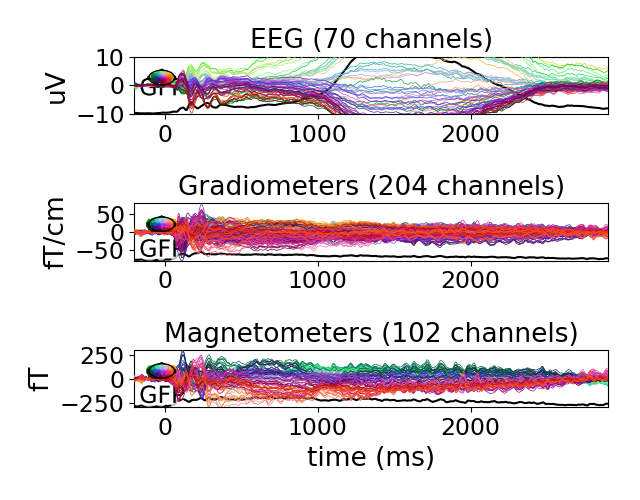 EEG (70 channels)
uV
10
0
−10
GFP
0 1000 2000
Gradiometers (204 channels)
fT/cm
50
0
−50
GFP
0 1000 2000
Magnetometers (102 channels)
fT
250
0
−250
GFP
0 1000 2000
time (ms)